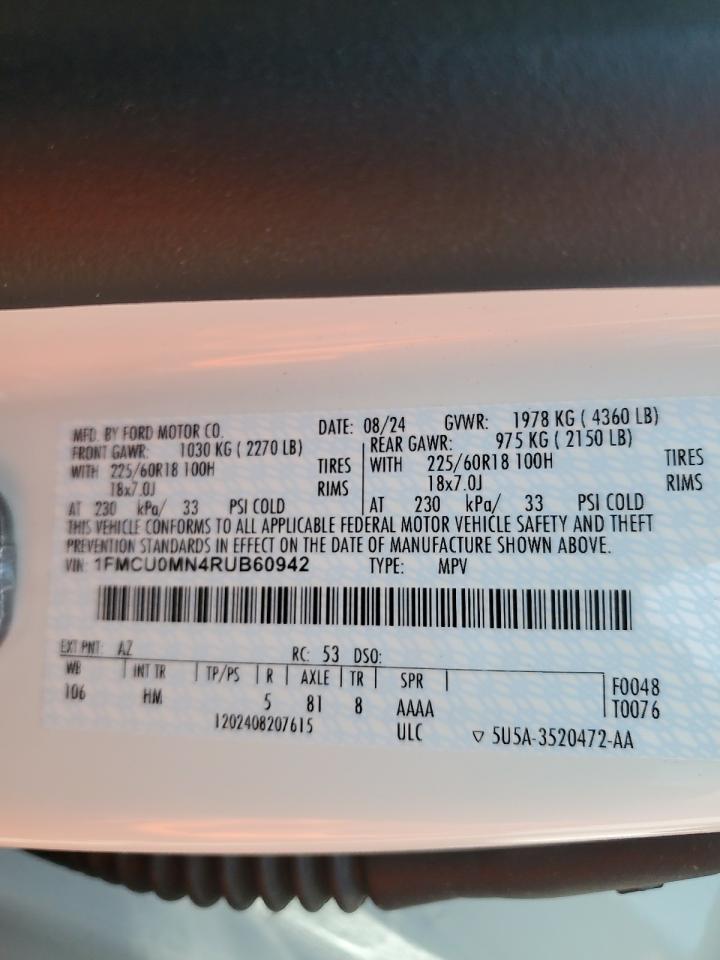 MFD. BY FORD MOTOR CO. DATE: 08/24 GVWR: 1978 KG ( 4360 LB)
FRONT GAWR: 1030 KG ( 2270 LB) REAR GAWR: 975 KG ( 2150 LB)
WITH 225/60R18 100H TIRES WITH 225/60R18 100H TIRES
18x7.0J RIMS 18x7.0J RIMS
AT 230 kPa/ 33 PSI COLD AT 230 kPa/ 33 PSI COLD
THIS VEHICLE CONFORMS TO ALL APPLICABLE FEDERAL MOTOR VEHICLE SAFETY AND THEFT
PREVENTION STANDARDS IN EFFECT ON THE DATE OF MANUFACTURE SHOWN ABOVE.
VIN: 1FMCU0MN4RUB60942 TYPE: MPV
EXT PNT: AZ RC: 53 DSO:
WB INT TR TP/PS R AXLE TR SPR F0048
106 HM 5 81 8 AAAA T0076
1202408207615 ULC ▽ 5U5A-3520472-AA